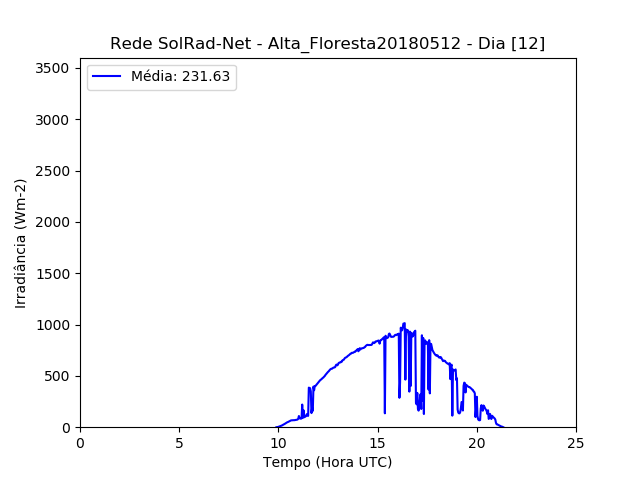 Rede SolRad-Net - Alta_Floresta20180512 - Dia [12]
Média: 231.63
Irradiância (Wm-2)
3500
3000
2500
2000
1500
1000
500
0
0 5 10 15 20 25
Tempo (Hora UTC)